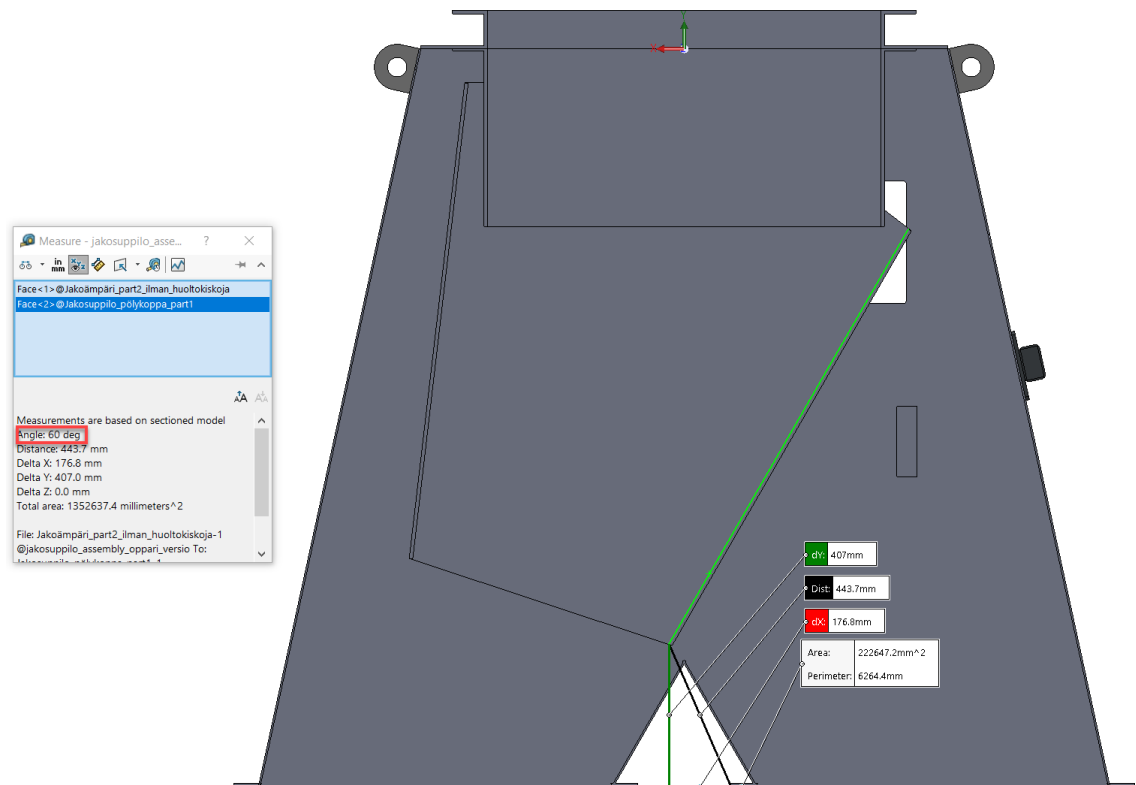 Y
X
Measure - jakosuppilo_asse...
?
in
mm
Face<1>@Jakoämpäri_part2_ilman_huoltokiskoja
Face<2>@Jakosuppilo_pölykoppa_part1
Measurements are based on sectioned model
Angle: 60 deg
Distance: 443.7 mm
Delta X: 176.8 mm
Delta Y: 407.0 mm
Delta Z: 0.0 mm
Total area: 1352637.4 millimeters^2
File: Jakoämpäri_part2_ilman_huoltokiskoja-1
@jakosuppilo_assembly_oppari_versio To:
dY: 407mm
Dist: 443.7mm
dX: 176.8mm
Area: 222647.2mm^2
Perimeter: 6264.4mm